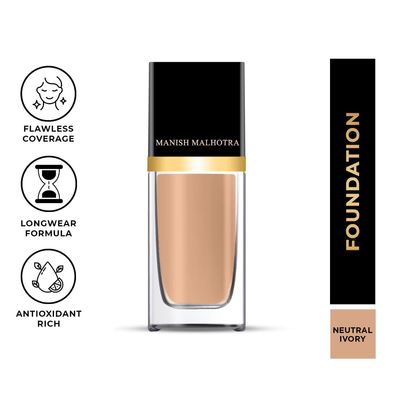 FLAWLESS
COVERAGE
LONGWEAR
FORMULA
ANTIOXIDANT
RICH
MANISH MALHOTRA
FOUNDATION
NEUTRAL
IVORY